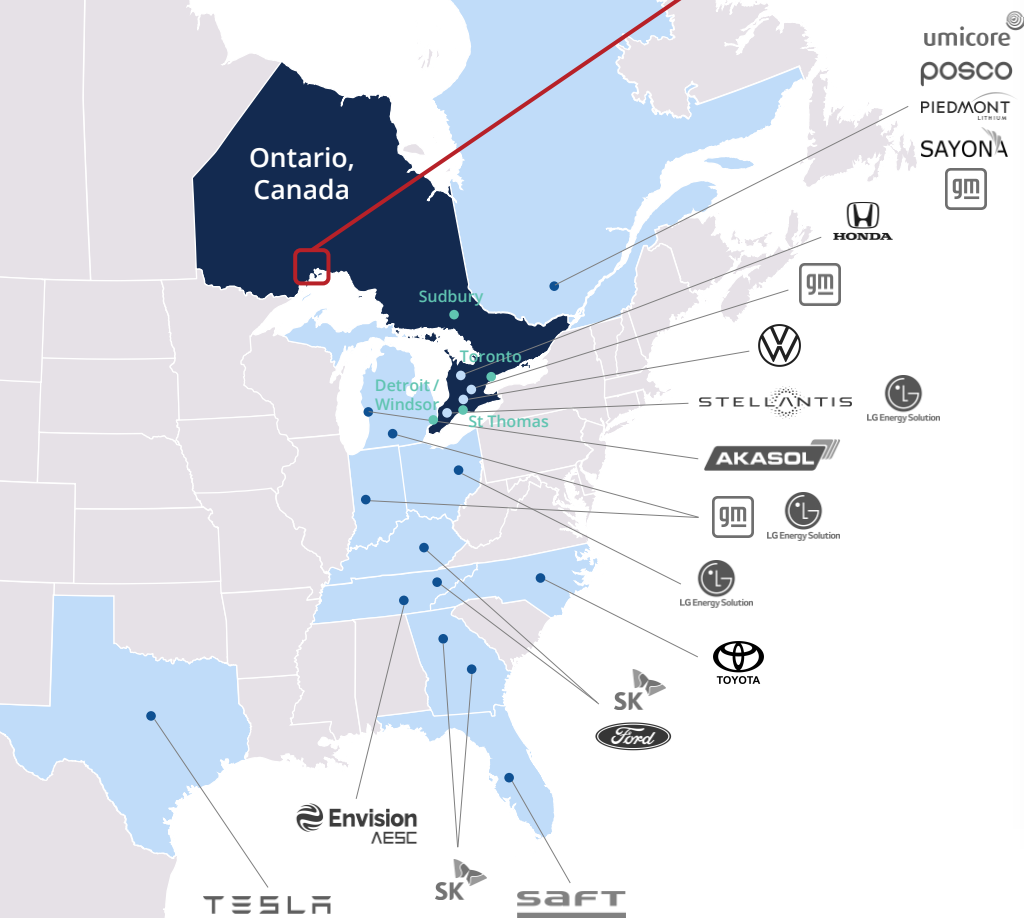 umicore
posco
PIEDMONT
LITHIUM
SAYONA
gm
Ontario,
Canada
HONDA
gm
Sudbury
Toronto
Detroit /
Windsor
St Thomas
STELLANTIS
LG Energy Solution
AKASOL
gm
LG Energy Solution
LG Energy Solution
TOYOTA
SK
Ford
Envision
AESC
SK
TESLA
SAFT